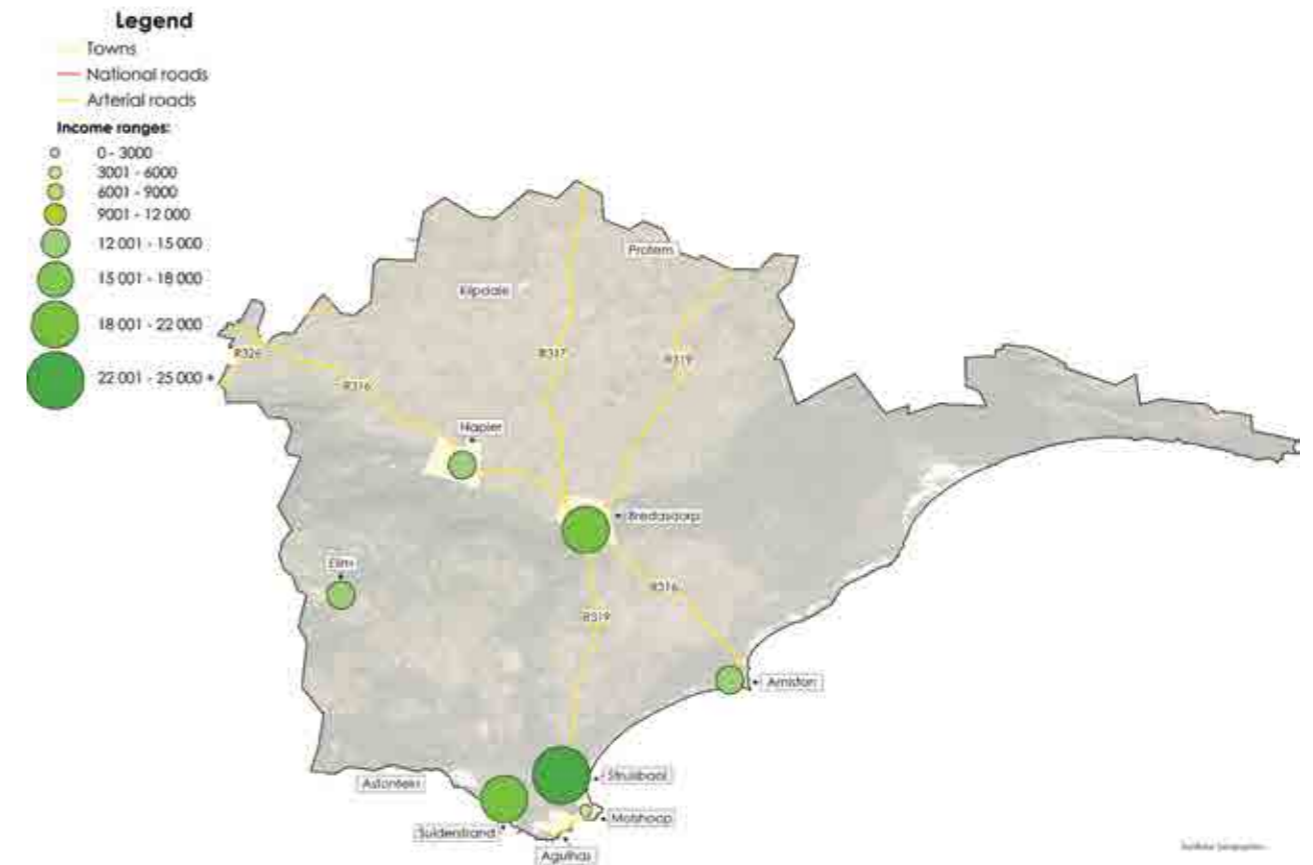 Legend
Towns
National roads
Arterial roads
Income ranges:
0 - 3000
3001 - 6000
6001 - 9000
9001 - 12 000
12 001 - 15 000
15 001 - 18 000
18 001 - 22 000
22 001 - 25 000 +
Protem
Klipdale
R326
R317
R319
R316
Napier
Bredasdorp
Elim
R316
R319
Arniston
Struisbaai
Asfontein
Suiderstrand
Molshoop
Agulhas